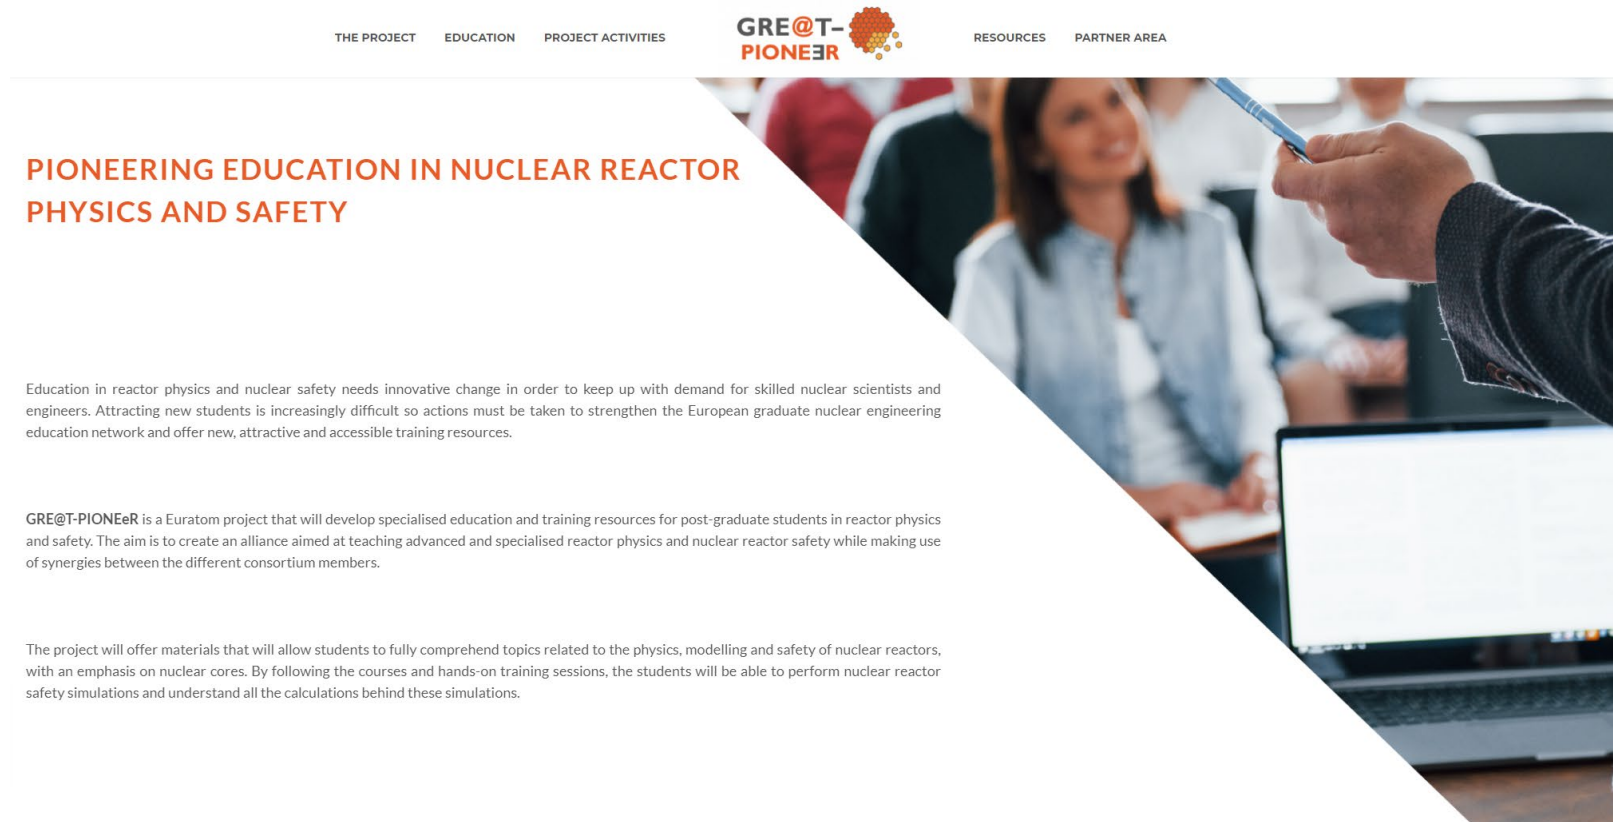 THE PROJECT EDUCATION PROJECT ACTIVITIES
GRE@T-
PIONEƎR
RESOURCES PARTNER AREA
PIONEERING EDUCATION IN NUCLEAR REACTOR
PHYSICS AND SAFETY
Education in reactor physics and nuclear safety needs innovative change in order to keep up with demand for skilled nuclear scientists and
engineers. Attracting new students is increasingly difficult so actions must be taken to strengthen the European graduate nuclear engineering
education network and offer new, attractive and accessible training resources.
GRE@T-PIONEeR is a Euratom project that will develop specialised education and training resources for post-graduate students in reactor physics
and safety. The aim is to create an alliance aimed at teaching advanced and specialised reactor physics and nuclear reactor safety while making use
of synergies between the different consortium members.
The project will offer materials that will allow students to fully comprehend topics related to the physics, modelling and safety of nuclear reactors,
with an emphasis on nuclear cores. By following the courses and hands-on training sessions, the students will be able to perform nuclear reactor
safety simulations and understand all the calculations behind these simulations.